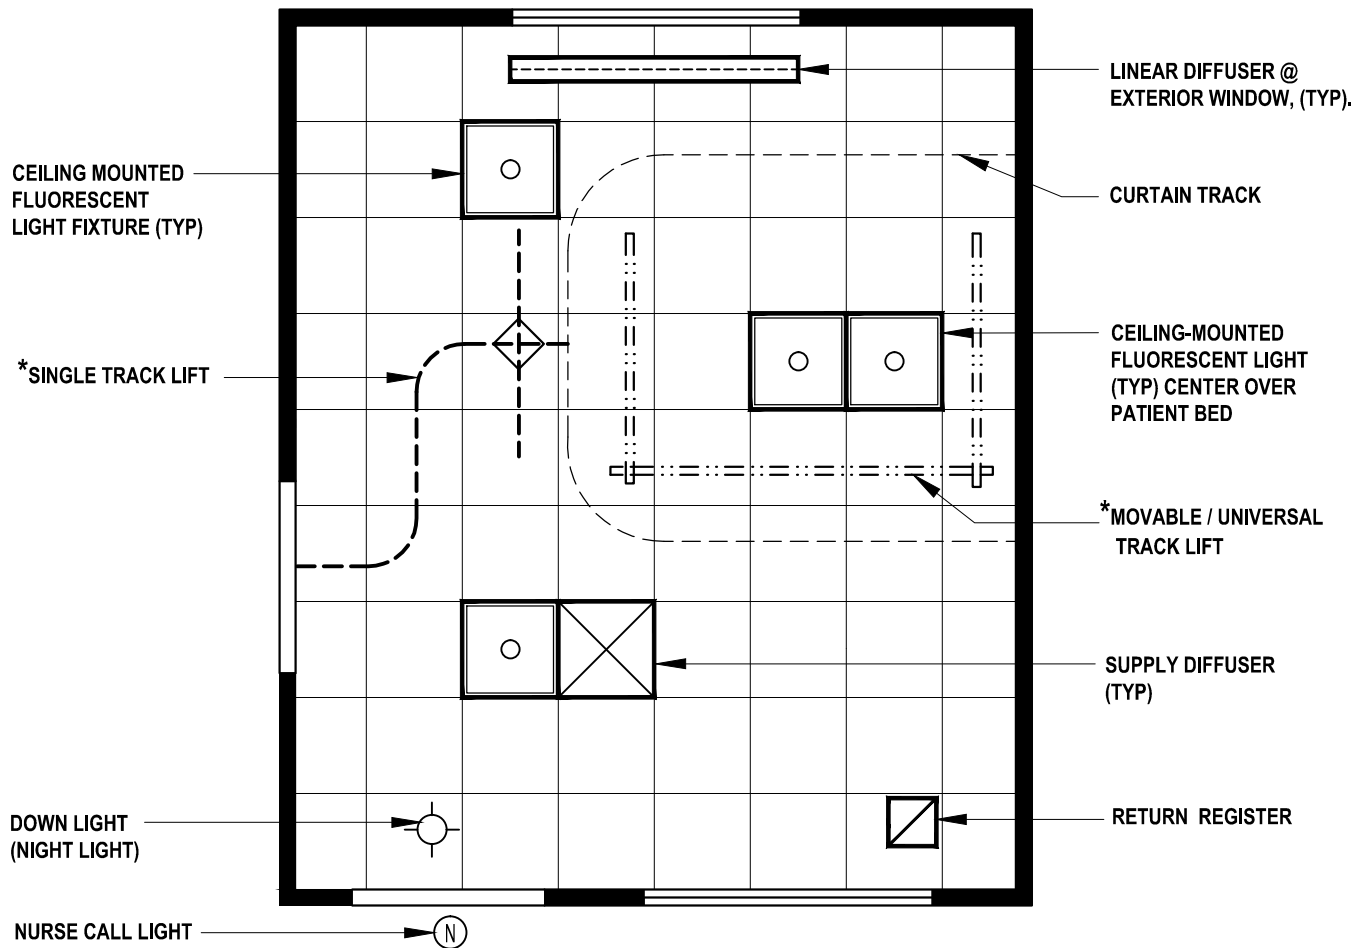 LINEAR DIFFUSER @
EXTERIOR WINDOW, (TYP).
CEILING MOUNTED
FLUORESCENT
LIGHT FIXTURE (TYP)
CURTAIN TRACK
*SINGLE TRACK LIFT
CEILING-MOUNTED
FLUORESCENT LIGHT
(TYP) CENTER OVER
PATIENT BED
*MOVABLE / UNIVERSAL
TRACK LIFT
SUPPLY DIFFUSER
(TYP)
DOWN LIGHT
(NIGHT LIGHT)
RETURN REGISTER
NURSE CALL LIGHT
N